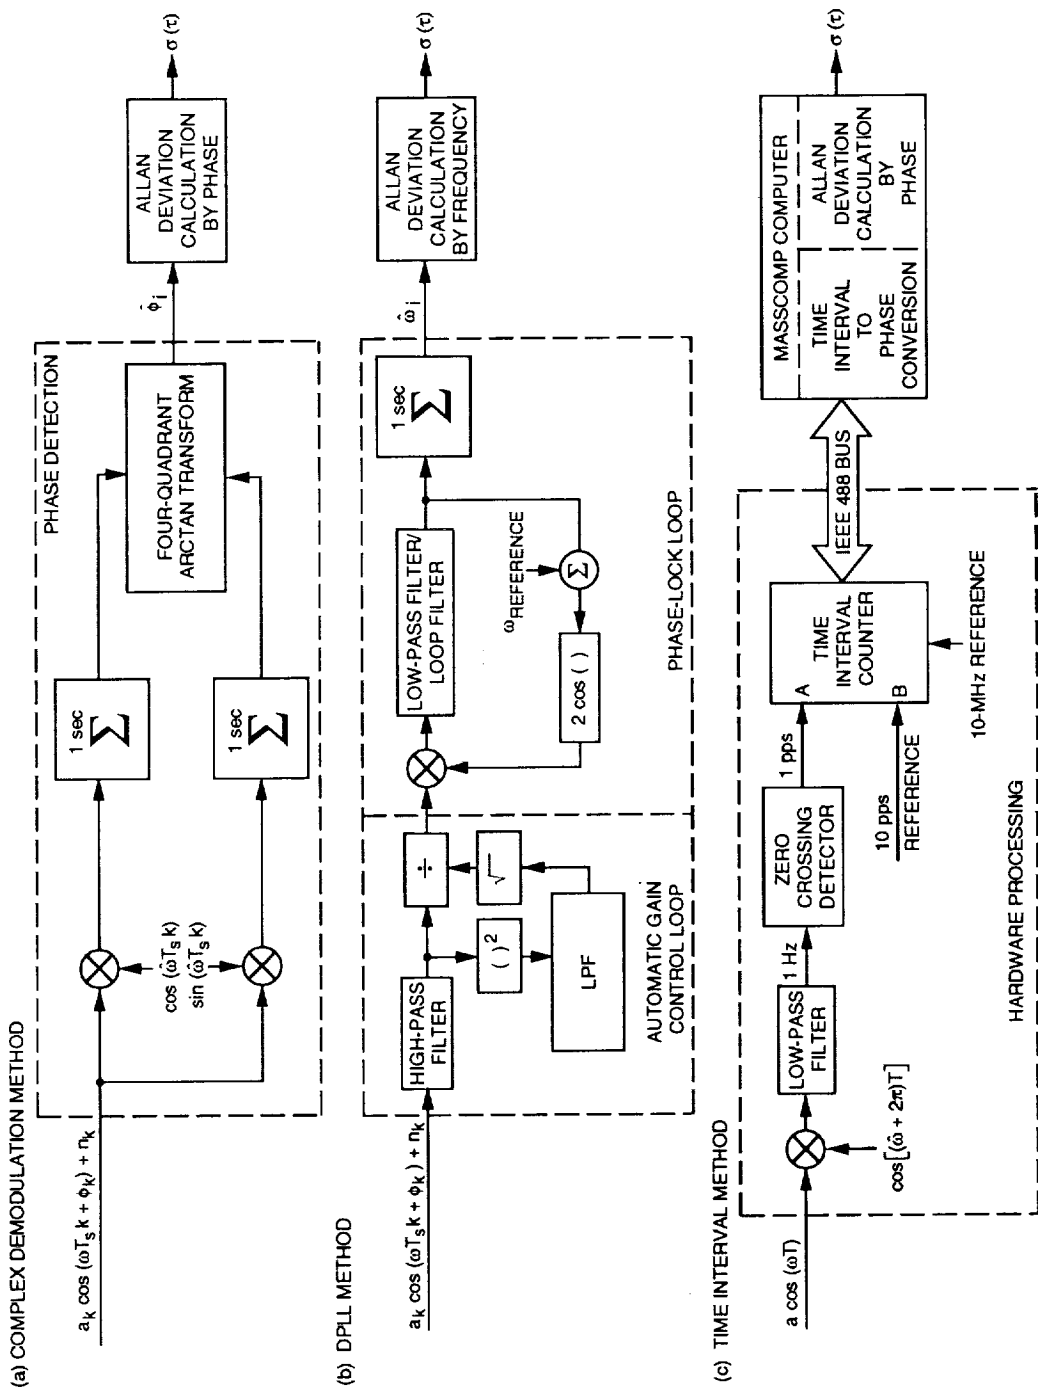 (a) COMPLEX DEMODULATION METHOD
a_k cos (ωT_s k + ϕ_k) + n_k
cos (ω̂T_s k)
sin (ω̂T_s k)
1 sec
Σ
1 sec
Σ
PHASE DETECTION
FOUR-QUADRANT
ARCTAN TRANSFORM
ϕ̂_i
ALLAN
DEVIATION
CALCULATION
BY PHASE
σ (τ)
(b) DPLL METHOD
a_k cos (ωT_s k + ϕ_k) + n_k
HIGH-PASS
FILTER
( )²
LPF
√
÷
AUTOMATIC GAIN
CONTROL LOOP
LOW-PASS FILTER/
LOOP FILTER
2 cos ( )
ω_REFERENCE
Σ
1 sec
Σ
PHASE-LOCK LOOP
ω̂_i
ALLAN
DEVIATION
CALCULATION
BY FREQUENCY
σ (τ)
(c) TIME INTERVAL METHOD
a cos (ωT)
cos[(ω̂ + 2π)T]
LOW-PASS
FILTER
1 Hz
ZERO
CROSSING
DETECTOR
1 pps
10 pps
REFERENCE
A
B
TIME
INTERVAL
COUNTER
10-MHz REFERENCE
HARDWARE PROCESSING
IEEE 488 BUS
MASSCOMP COMPUTER
TIME
INTERVAL
TO
PHASE
CONVERSION
ALLAN
DEVIATION
CALCULATION
BY
PHASE
σ (τ)